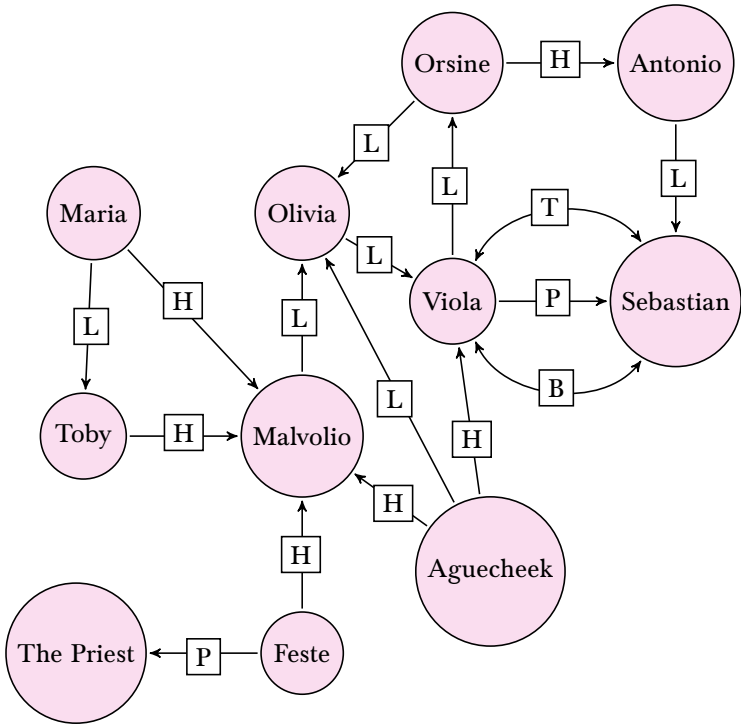 Orsine
H
Antonio
L
L
L
Maria
Olivia
T
H
L
Viola
P
Sebastian
L
L
B
L
Toby
H
Malvolio
H
H
Aguecheek
H
The Priest
P
Feste